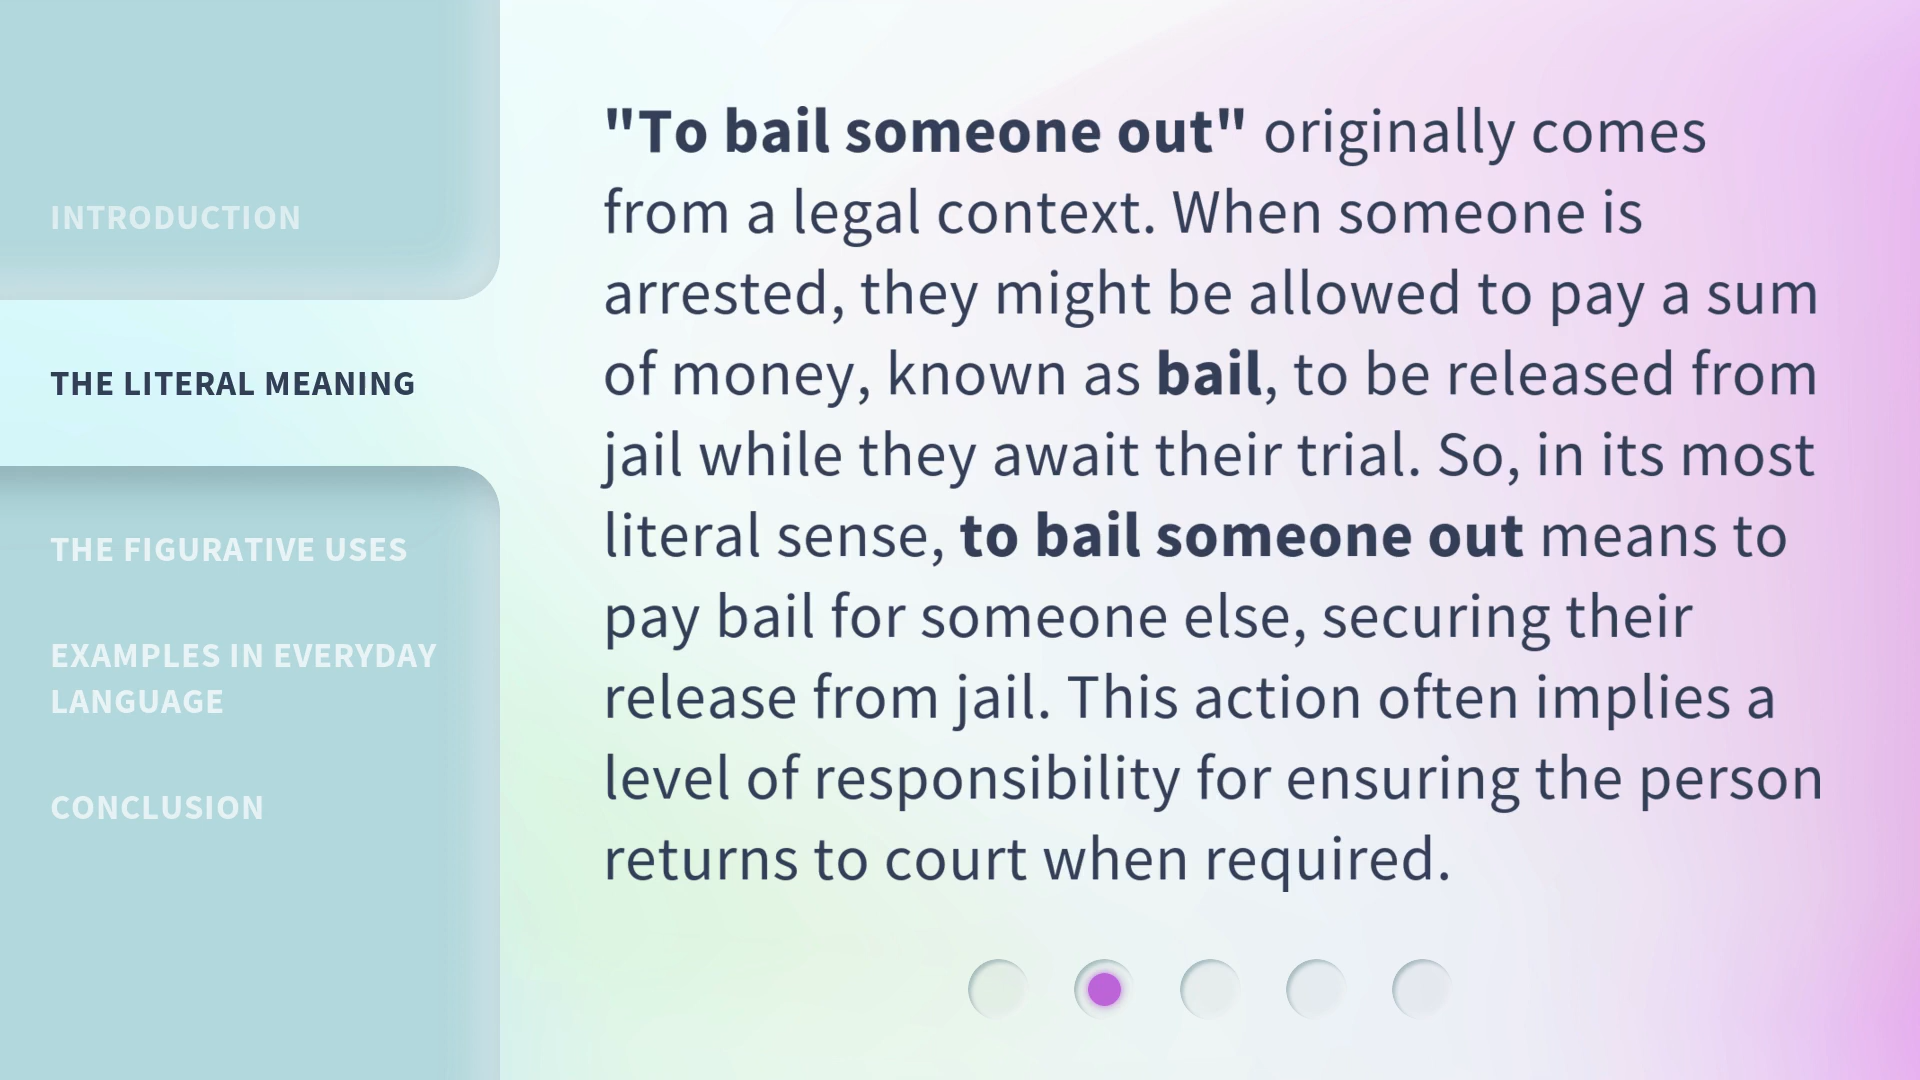 INTRODUCTION
THE LITERAL MEANING
THE FIGURATIVE USES
EXAMPLES IN EVERYDAY
LANGUAGE
CONCLUSION
"To bail someone out" originally comes
from a legal context. When someone is
arrested, they might be allowed to pay a sum
of money, known as bail, to be released from
jail while they await their trial. So, in its most
literal sense, to bail someone out means to
pay bail for someone else, securing their
release from jail. This action often implies a
level of responsibility for ensuring the person
returns to court when required.